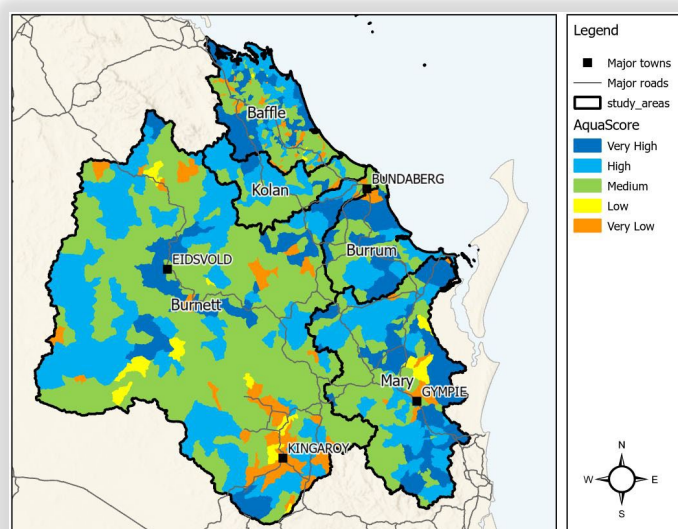 Legend
Major towns
Major roads
study_areas
AquaScore
Very High
High
Medium
Low
Very Low
Baffle
Kolan
BUNDABERG
Burrum
EIDSVOLD
Burnett
Mary
GYMPIE
KINGAROY
N
W E
S